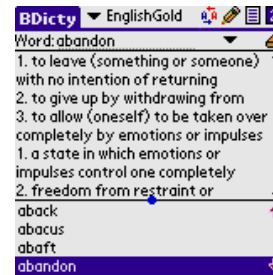 BDicty EnglishGold
Word: abandon
1. to leave (something or someone)
with no intention of returning
2. to give up by withdrawing from
3. to allow (oneself) to be taken over
completely by emotions or impulses
1. a state in which emotions or
impulses control one completely
2. freedom from restraint or
aback
abacus
abaft
abandon